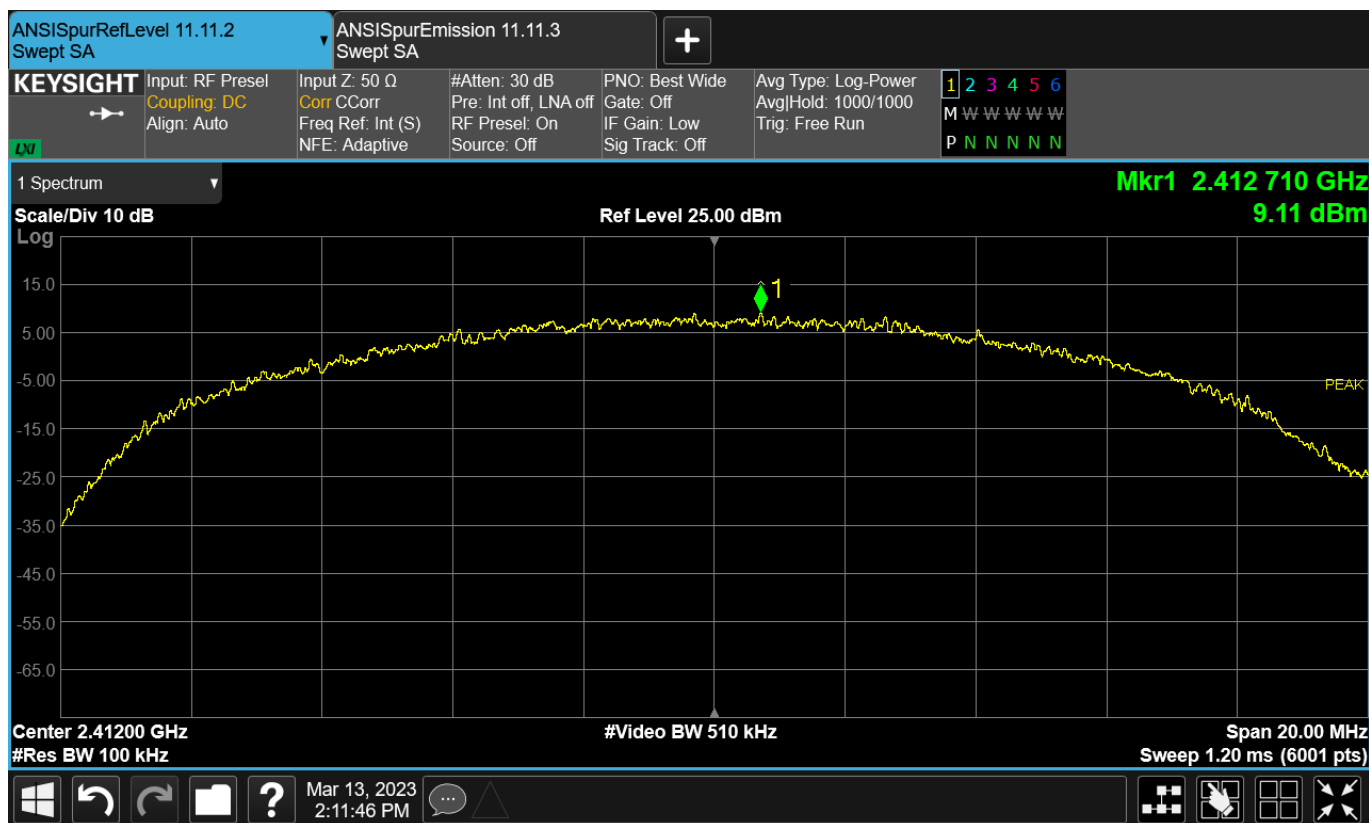 ANSISpurRefLevel 11.11.2
Swept SA
ANSISpurEmission 11.11.3
Swept SA
KEYSIGHT
LXI
Input: RF Presel
Coupling: DC
Align: Auto
Input Z: 50 Ω
Corr CCorr
Freq Ref: Int (S)
NFE: Adaptive
#Atten: 30 dB
Pre: Int off, LNA off
RF Presel: On
Source: Off
PNO: Best Wide
Gate: Off
IF Gain: Low
Sig Track: Off
Avg Type: Log-Power
Avg|Hold: 1000/1000
Trig: Free Run
1 2 3 4 5 6
M W W W W W
P N N N N N
1 Spectrum
Mkr1 2.412 710 GHz
9.11 dBm
Scale/Div 10 dB
Ref Level 25.00 dBm
Log
1
15.0
5.00
-5.00
PEAK
-15.0
-25.0
-35.0
-45.0
-55.0
-65.0
Center 2.41200 GHz
#Video BW 510 kHz
Span 20.00 MHz
#Res BW 100 kHz
Sweep 1.20 ms (6001 pts)
?
Mar 13, 2023
2:11:46 PM